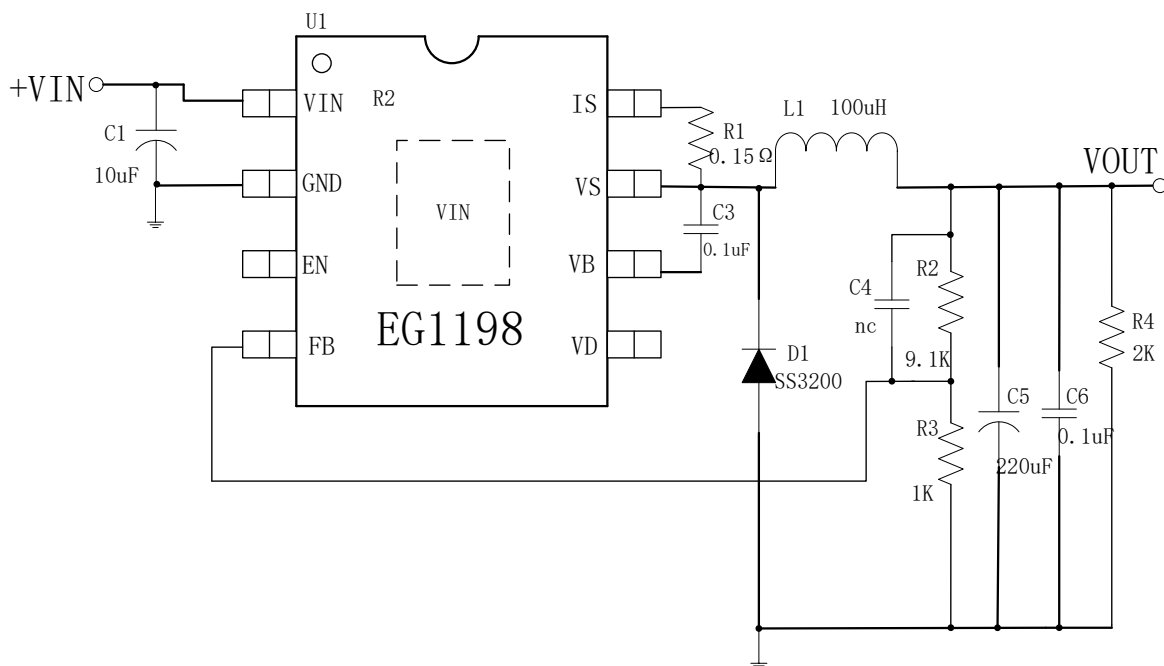 U1
+VIN
VIN
R2
IS
C1
10uF
R1
0.15Ω
L1
100uH
VOUT
GND
VS
VIN
C3
0.1uF
EN
VB
EG1198
FB
VD
C4
nc
R2
9.1K
D1
SS3200
R4
2K
C5
220uF
C6
0.1uF
R3
1K